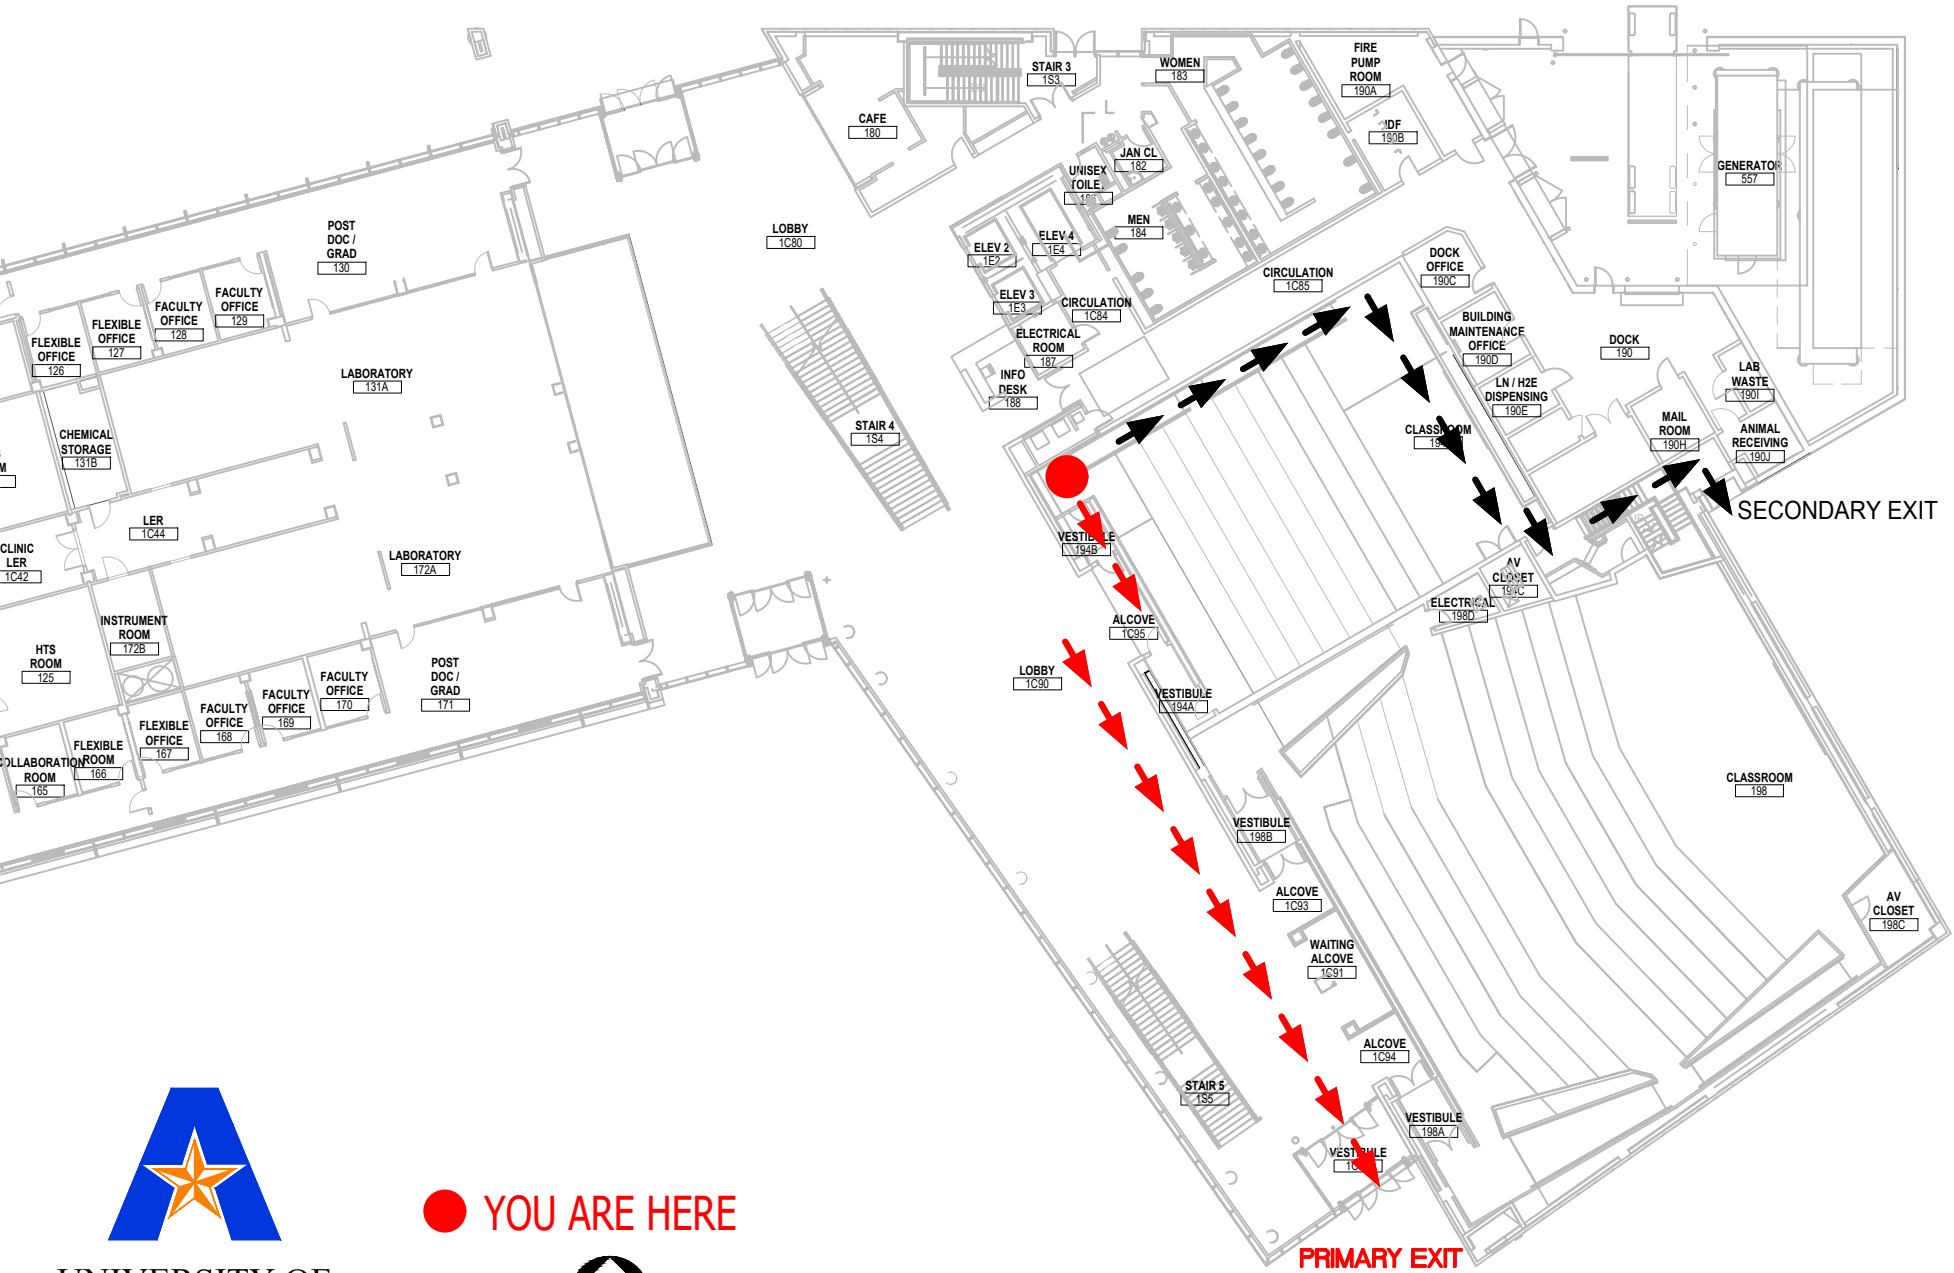 STAIR 3
1S3
WOMEN
183
FIRE
PUMP
ROOM
190A
CAFE
180
190B
JAN CL
182
UNISEX
GENERATOR
557
POST
DOC /
GRAD
130
LOBBY
1C80
MEN
184
ELEV 2
1E2
ELEV 4
1E4
DOCK
OFFICE
190C
CIRCULATION
1C85
FACULTY
OFFICE
129
FACULTY
OFFICE
128
FLEXIBLE
OFFICE
127
FLEXIBLE
OFFICE
126
ELEV 3
1E3
CIRCULATION
1C84
ELECTRICAL
ROOM
187
INFO
DESK
188
BUILDING
MAINTENANCE
OFFICE
190D
DOCK
190
LN / H2E
DISPENSING
190E
LAB
WASTE
190I
LABORATORY
131A
CHEMICAL
STORAGE
131B
STAIR 4
1S4
CLASSROOM
MAIL
ROOM
190H
ANIMAL
RECEIVING
190J
SECONDARY EXIT
LER
1C44
CLINIC
LER
1C42
LABORATORY
172A
VESTIBULE
194B
AV
CLOSET
194C
ELECTRICAL
198D
ALCOVE
1C95
INSTRUMENT
ROOM
172B
HTS
ROOM
125
LOBBY
1C90
VESTIBULE
194A
POST
DOC /
GRAD
171
FACULTY
OFFICE
170
FACULTY
OFFICE
169
FACULTY
OFFICE
168
FLEXIBLE
OFFICE
167
FLEXIBLE
ROOM
166
OLLABORATION
ROOM
165
CLASSROOM
198
VESTIBULE
198B
ALCOVE
1C93
AV
CLOSET
198C
WAITING
ALCOVE
1C91
ALCOVE
1C94
STAIR 5
1S5
VESTIBULE
198A
VESTIBULE
YOU ARE HERE
PRIMARY EXIT
UNIVERSITY OF